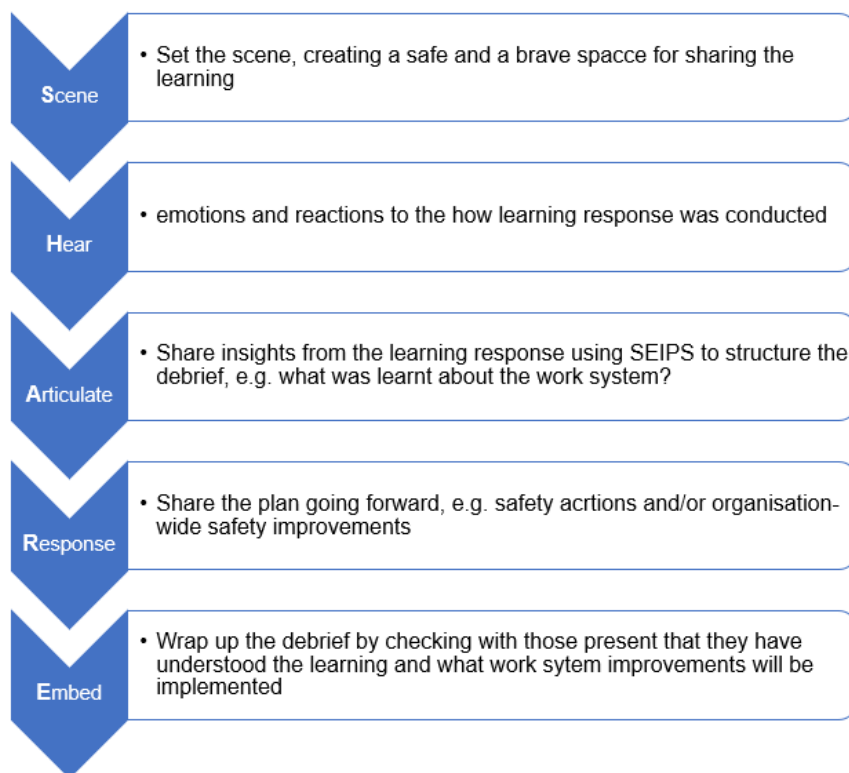 Scene
• Set the scene, creating a safe and a brave spacce for sharing the
learning
Hear
• emotions and reactions to the how learning response was conducted
Articulate
• Share insights from the learning response using SEIPS to structure the
debrief, e.g. what was learnt about the work system?
Response
• Share the plan going forward, e.g. safety acrtions and/or organisation-
wide safety improvements
Embed
• Wrap up the debrief by checking with those present that they have
understood the learning and what work sytem improvements will be
implemented